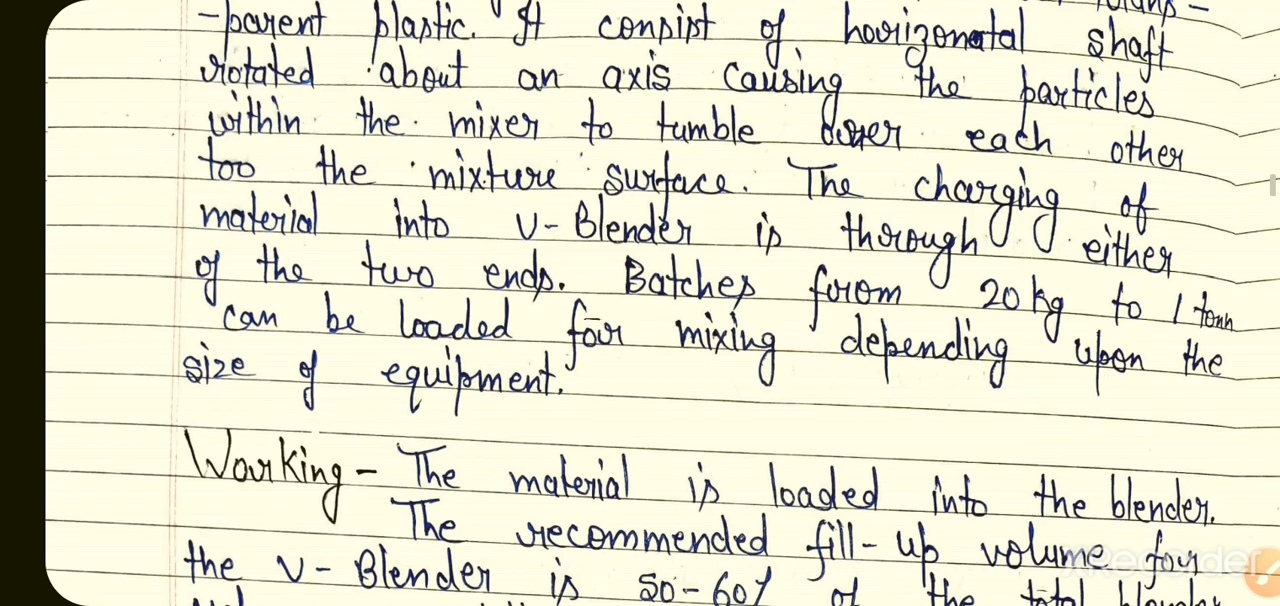 -parent plastic. It consist of horizonatal shaft
rotated about an axis causing the particles
within the mixer to tumble over each other
too the mixture surface. The charging of
material into V-Blender is thorough either
of the two ends. Batches from 20 kg to 1 tonn
can be loaded for mixing depending upon the
size of equipment.
Working - The material is loaded into the blender.
The recommended fill-up volume for
the V-Blender is 50-60% of the total blender